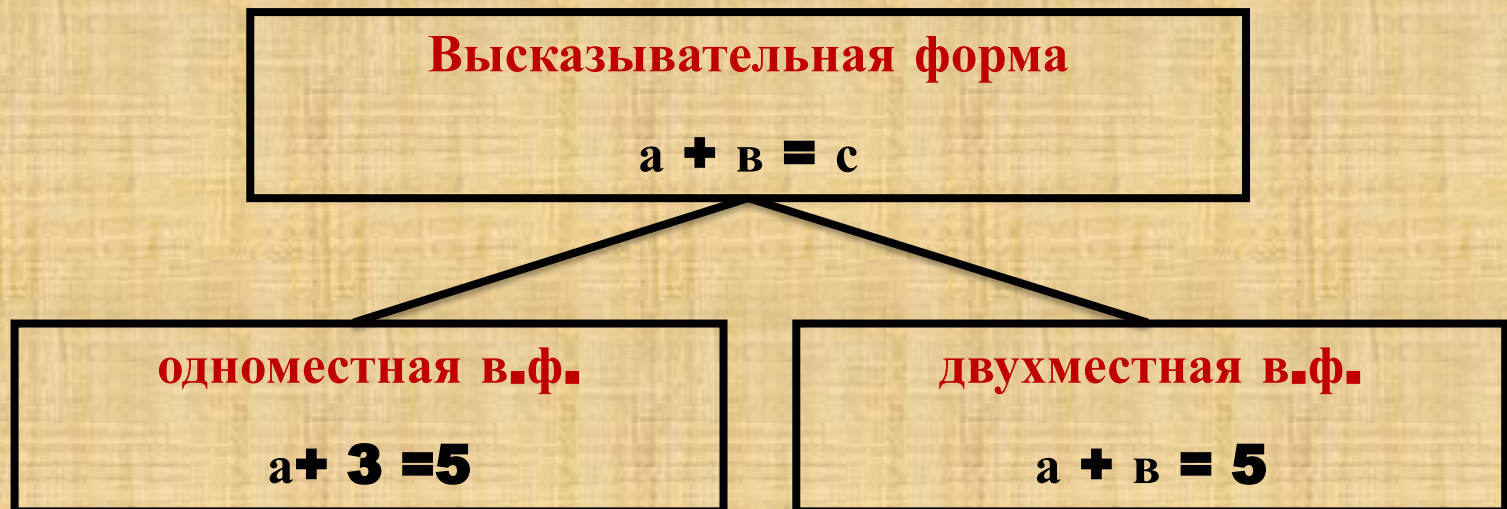 Высказывательная форма
а + в = с
одноместная в.ф.
а+ 3 =5
двухместная в.ф.
а + в = 5